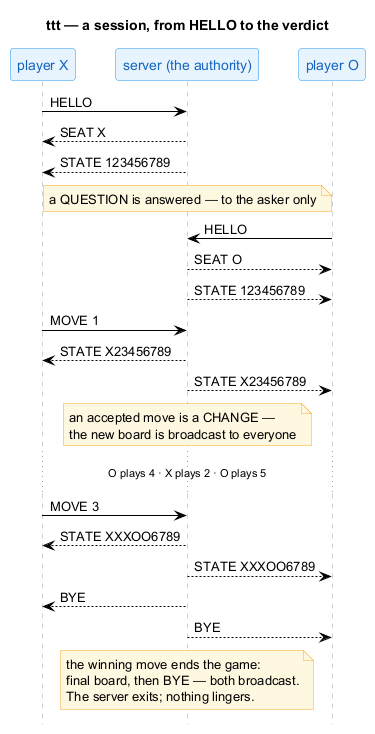 ttt — a session, from HELLO to the verdict
player X
server (the authority)
player O
HELLO
SEAT X
STATE 123456789
a QUESTION is answered — to the asker only
HELLO
SEAT O
STATE 123456789
MOVE 1
STATE X23456789
STATE X23456789
an accepted move is a CHANGE —
the new board is broadcast to everyone
O plays 4 · X plays 2 · O plays 5
MOVE 3
STATE XXXOO6789
STATE XXXOO6789
BYE
BYE
the winning move ends the game:
final board, then BYE — both broadcast.
The server exits; nothing lingers.